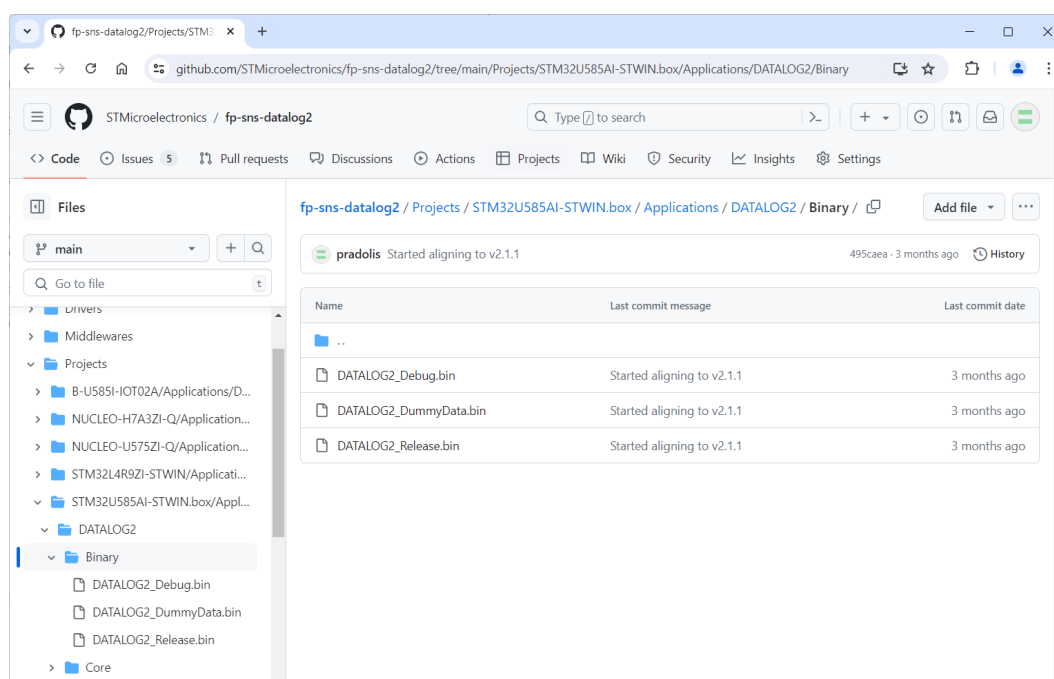 fp-sns-datalog2/Projects/STM3
github.com/STMicroelectronics/fp-sns-datalog2/tree/main/Projects/STM32U585AI-STWIN.box/Applications/DATALOG2/Binary
STMicroelectronics / fp-sns-datalog2
Type / to search
Code Issues 5 Pull requests Discussions Actions Projects Wiki Security Insights Settings
Files
fp-sns-datalog2 / Projects / STM32U585AI-STWIN.box / Applications / DATALOG2 / Binary /
Add file
main
Go to file t
pradolis Started aligning to v2.1.1
495caea · 3 months ago History
Name Last commit message Last commit date
..
DATALOG2_Debug.bin Started aligning to v2.1.1 3 months ago
DATALOG2_DummyData.bin Started aligning to v2.1.1 3 months ago
DATALOG2_Release.bin Started aligning to v2.1.1 3 months ago
Drivers
Middlewares
Projects
B-U585I-IOT02A/Applications/D...
NUCLEO-H7A3ZI-Q/Application...
NUCLEO-U575ZI-Q/Application...
STM32L4R9ZI-STWIN/Applicati...
STM32U585AI-STWIN.box/Appl...
DATALOG2
Binary
DATALOG2_Debug.bin
DATALOG2_DummyData.bin
DATALOG2_Release.bin
Core